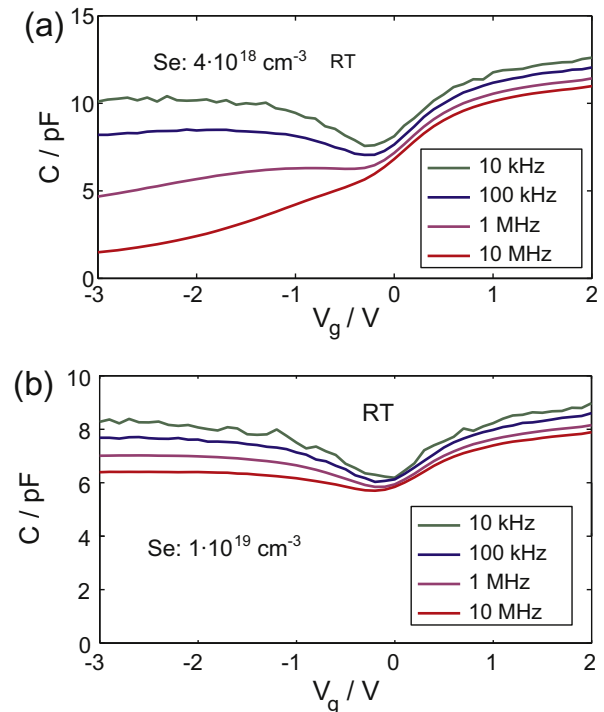 (a)
Se: 4·10¹⁸ cm⁻³ RT
C / pF
15
10
5
0
10 kHz
100 kHz
1 MHz
10 MHz
-3 -2 -1 0 1 2
V_g / V
(b)
RT
C / pF
10
8
6
4
2
0
Se: 1·10¹⁹ cm⁻³
10 kHz
100 kHz
1 MHz
10 MHz
-3 -2 -1 0 1 2
V_g / V